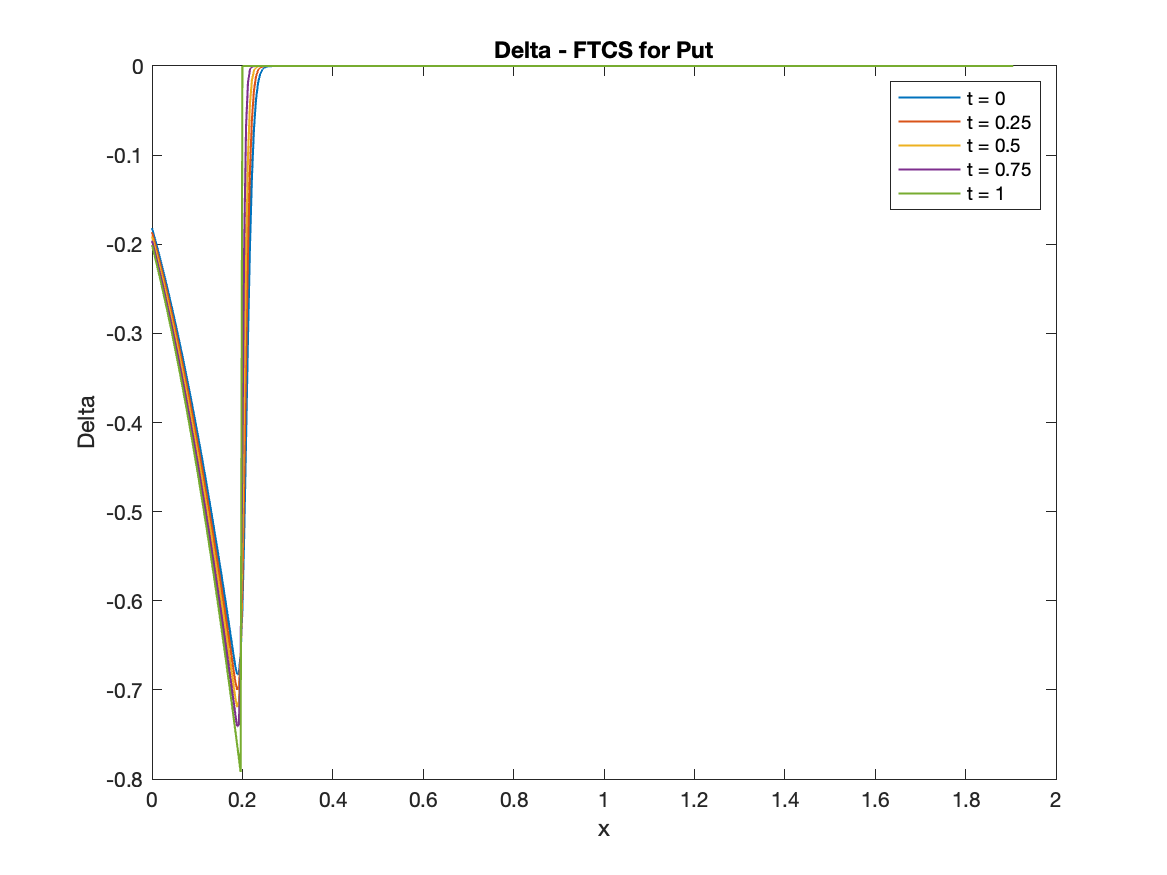 Delta - FTCS for Put
0
-0.1
-0.2
-0.3
-0.4
-0.5
-0.6
-0.7
-0.8
Delta
t = 0
t = 0.25
t = 0.5
t = 0.75
t = 1
0 0.2 0.4 0.6 0.8 1 1.2 1.4 1.6 1.8 2
x